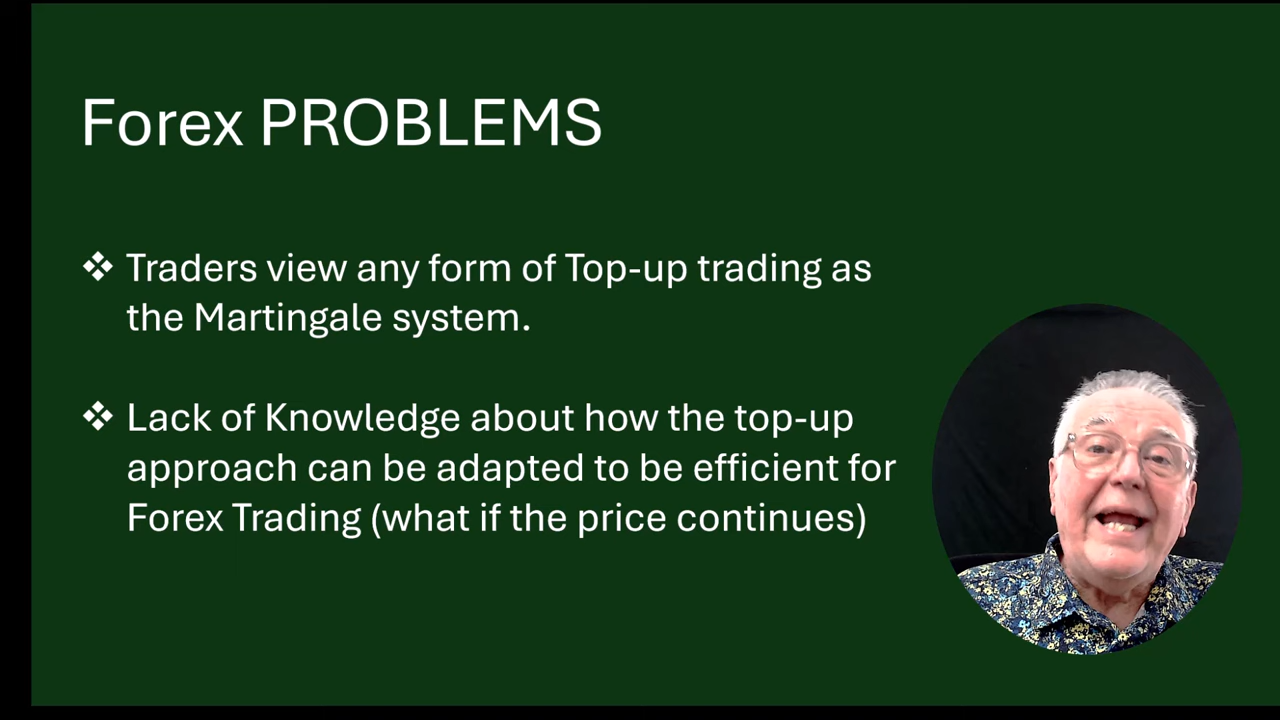 Forex PROBLEMS
❖ Traders view any form of Top-up trading as
the Martingale system.
❖ Lack of Knowledge about how the top-up
approach can be adapted to be efficient for
Forex Trading (what if the price continues)